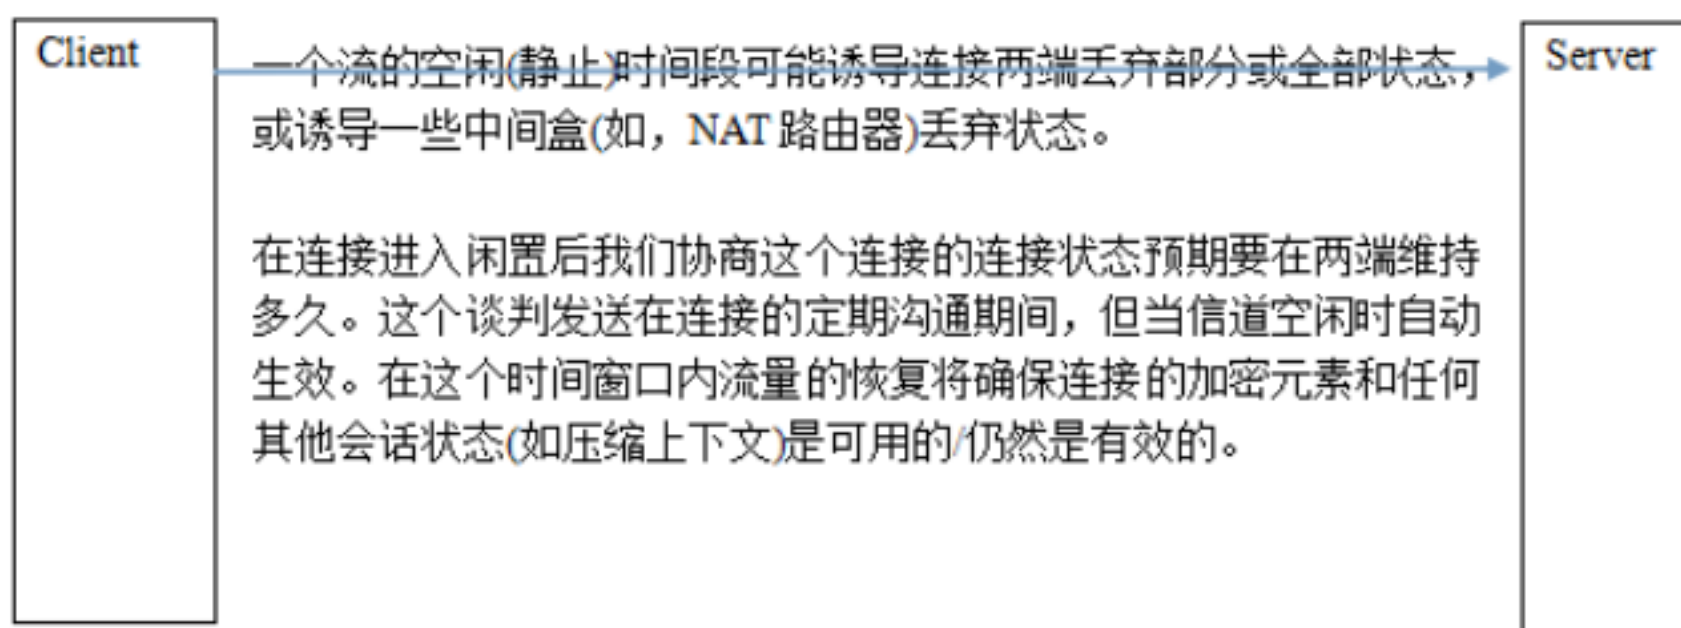 Client
一个流的空闲(静止)时间段可能诱导连接两端丢弃部分或全部状态，
或诱导一些中间盒(如，NAT 路由器)丢弃状态。
在连接进入闲置后我们协商这个连接的连接状态预期要在两端维持
多久。这个谈判发送在连接的定期沟通期间，但当信道空闲时自动
生效。在这个时间窗口内流量的恢复将确保连接的加密元素和任何
其他会话状态(如压缩上下文)是可用的/仍然是有效的。
Server